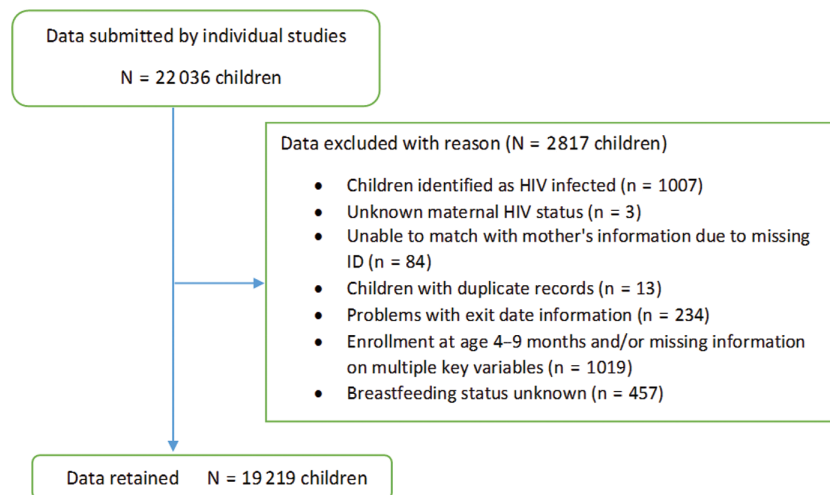 Data submitted by individual studies
N = 22 036 children
Data excluded with reason (N = 2817 children)
• Children identified as HIV infected (n = 1007)
• Unknown maternal HIV status (n = 3)
• Unable to match with mother's information due to missing
ID (n = 84)
• Children with duplicate records (n = 13)
• Problems with exit date information (n = 234)
• Enrollment at age 4–9 months and/or missing information
on multiple key variables (n = 1019)
• Breastfeeding status unknown (n = 457)
Data retained N = 19 219 children